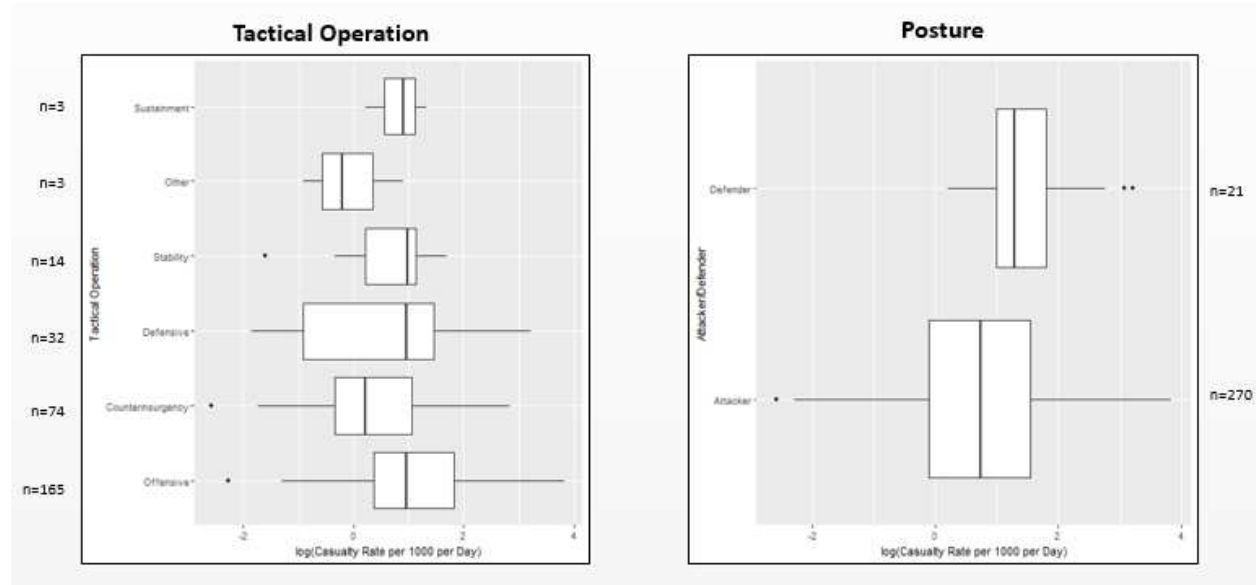 Tactical Operation
n=3
n=3
n=14
n=32
n=74
n=165
Tactical Operation
Sustainment
Other
Stability
Defensive
Counterinsurgency
Offensive
-2 0 2 4
log(Casualty Rate per 1000 per Day)
Posture
Attacker/Defender
Defender
Attacker
n=21
n=270
-2 0 2 4
log(Casualty Rate per 1000 per Day)